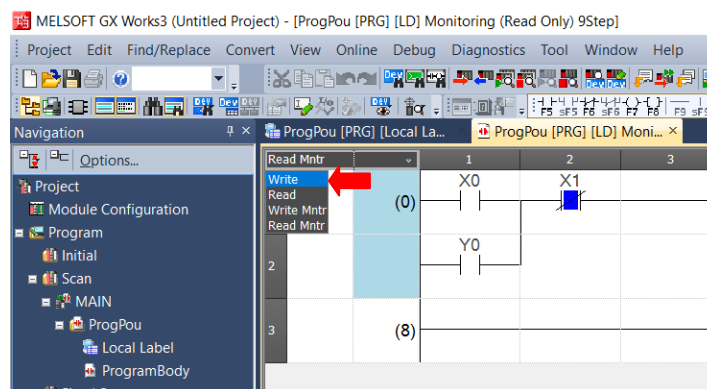 MELSOFT GX Works3 (Untitled Project) - [ProgPou [PRG] [LD] Monitoring (Read Only) 9Step]
Project Edit Find/Replace Convert View Online Debug Diagnostics Tool Window Help
F5 sF5 F6 sF6 F7 F8 F9
Navigation
ProgPou [PRG] [Local La...
ProgPou [PRG] [LD] Moni...
Options...
Read Mntr 1 2 3
Write
Read
Write Mntr
Read Mntr
(0) X0 X1
Project
Module Configuration
Program
Initial
Scan
MAIN
ProgPou
Local Label
ProgramBody
2 Y0
3 (8)